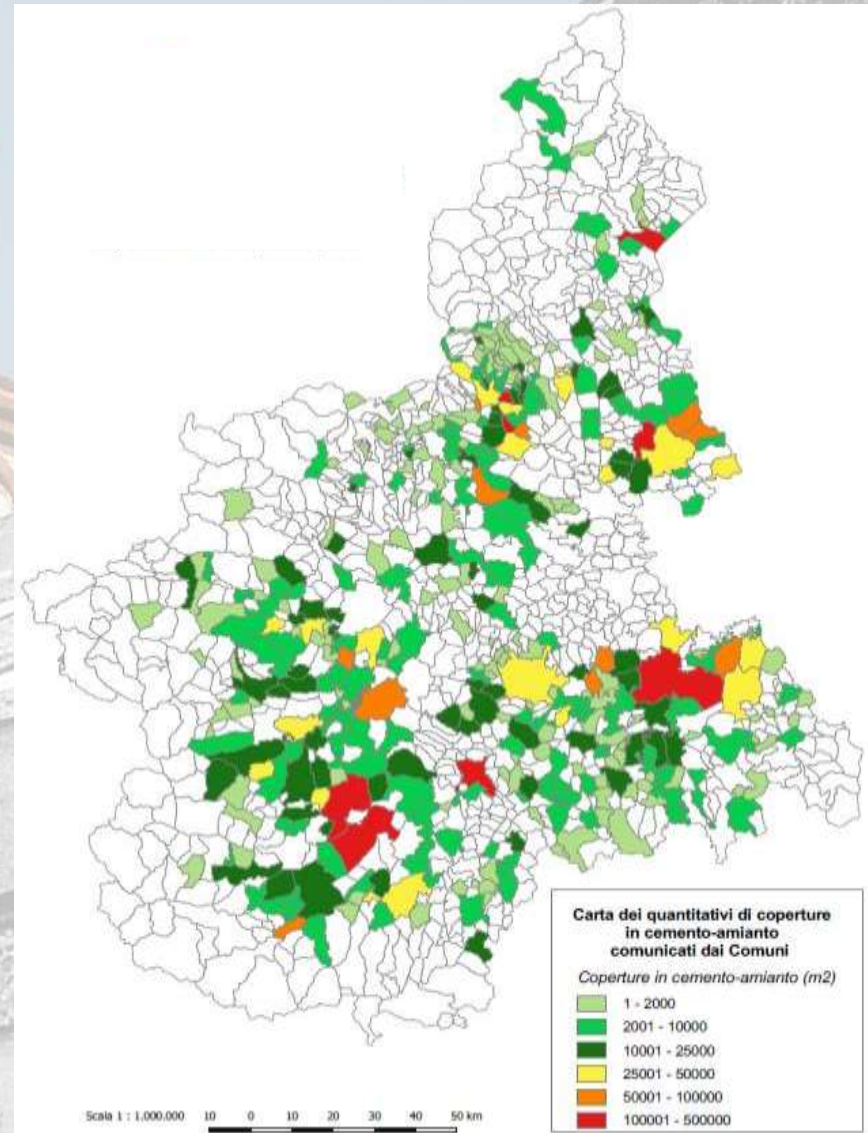 Carta dei quantitativi di coperture
in cemento-amianto
comunicati dai Comuni
Coperture in cemento-amianto (m2)
1 - 2000
2001 - 10000
10001 - 25000
25001 - 50000
50001 - 100000
100001 - 500000
Scala 1 : 1,000.000 10 0 10 20 30 40 50 km